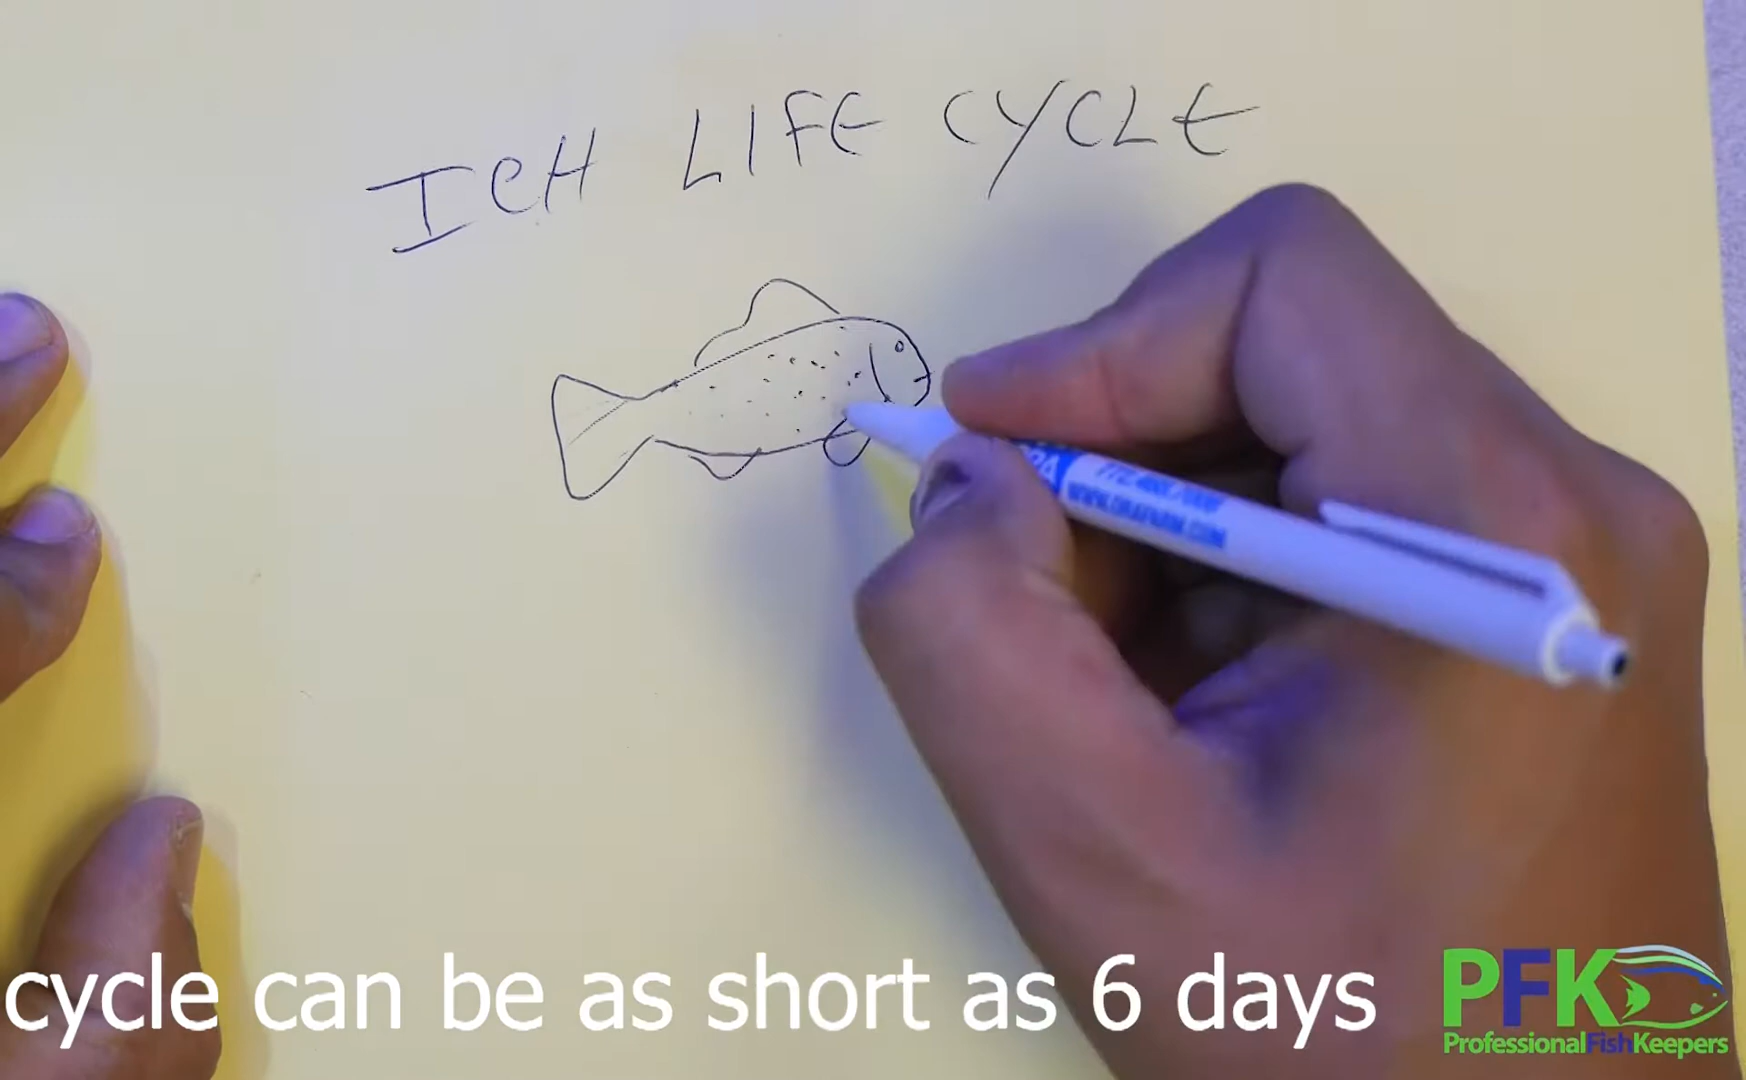 ICH LIFE CYCLE
cycle can be as short as 6 days
PFK
ProfessionalFishKeepers